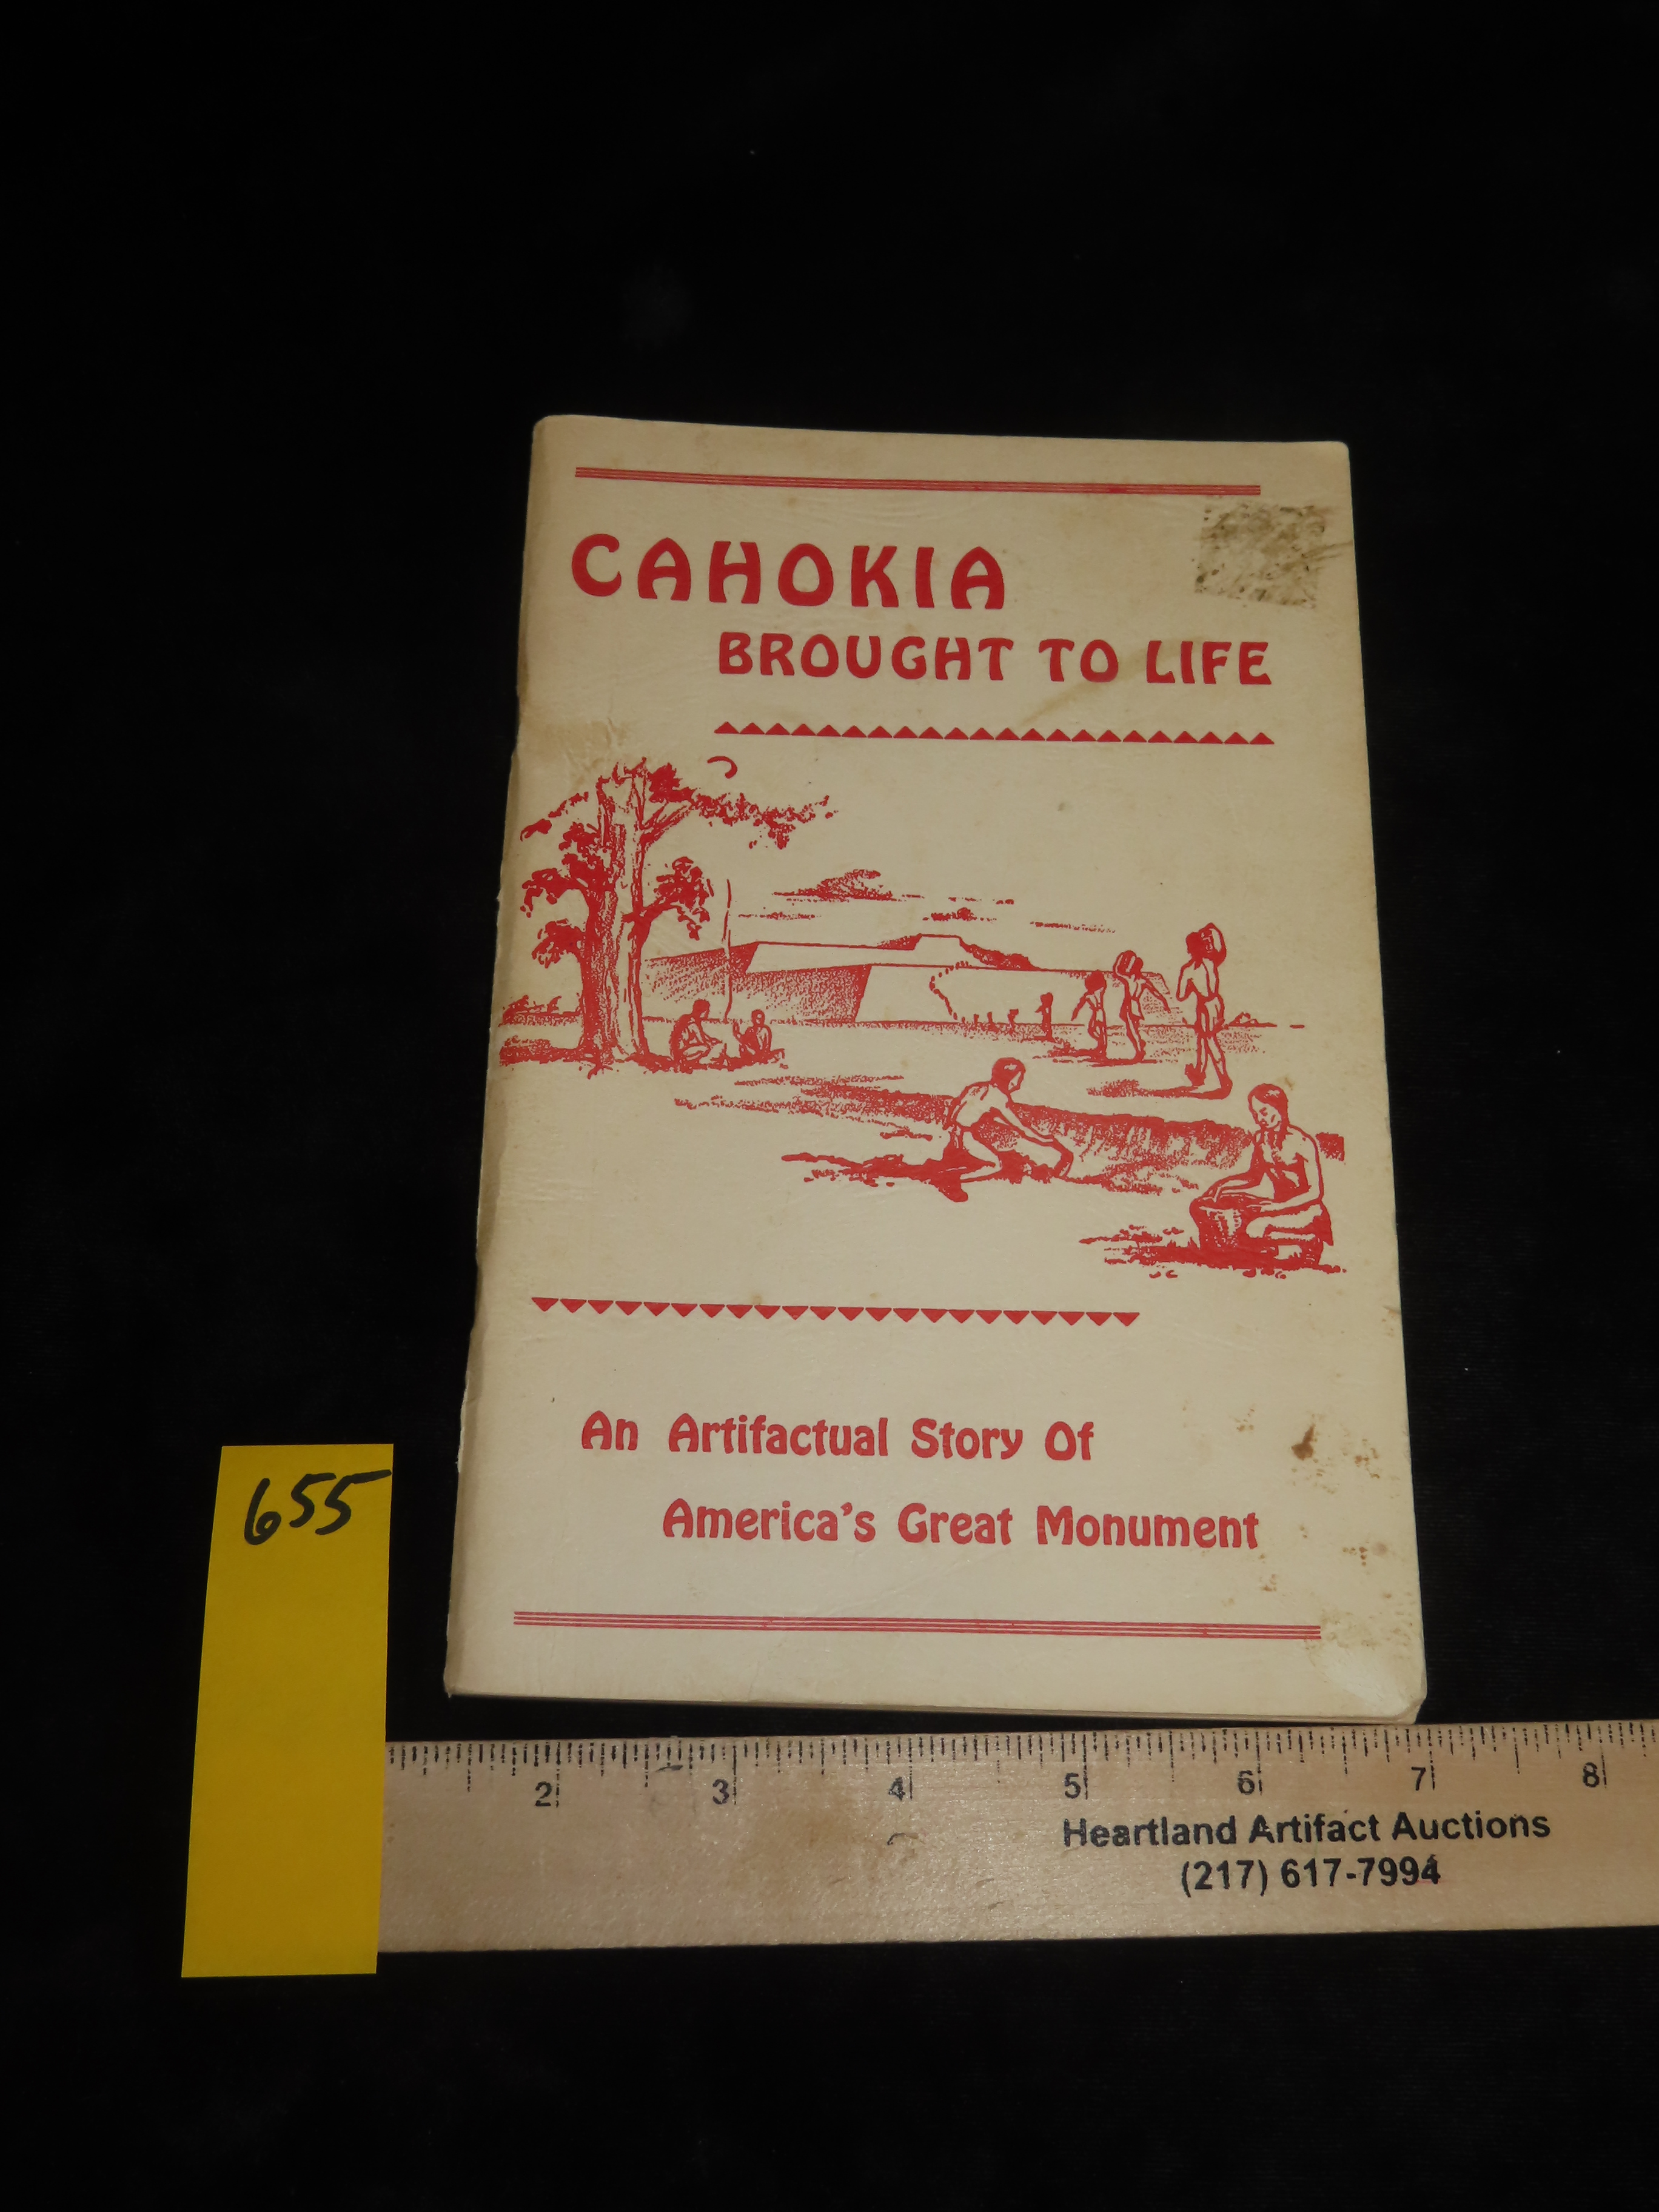 CAHOKIA
BROUGHT TO LIFE
An Artifactual Story Of
America's Great Monument
655
2 3 4 5 6 7 8
Heartland Artifact Auctions
(217) 617-7994